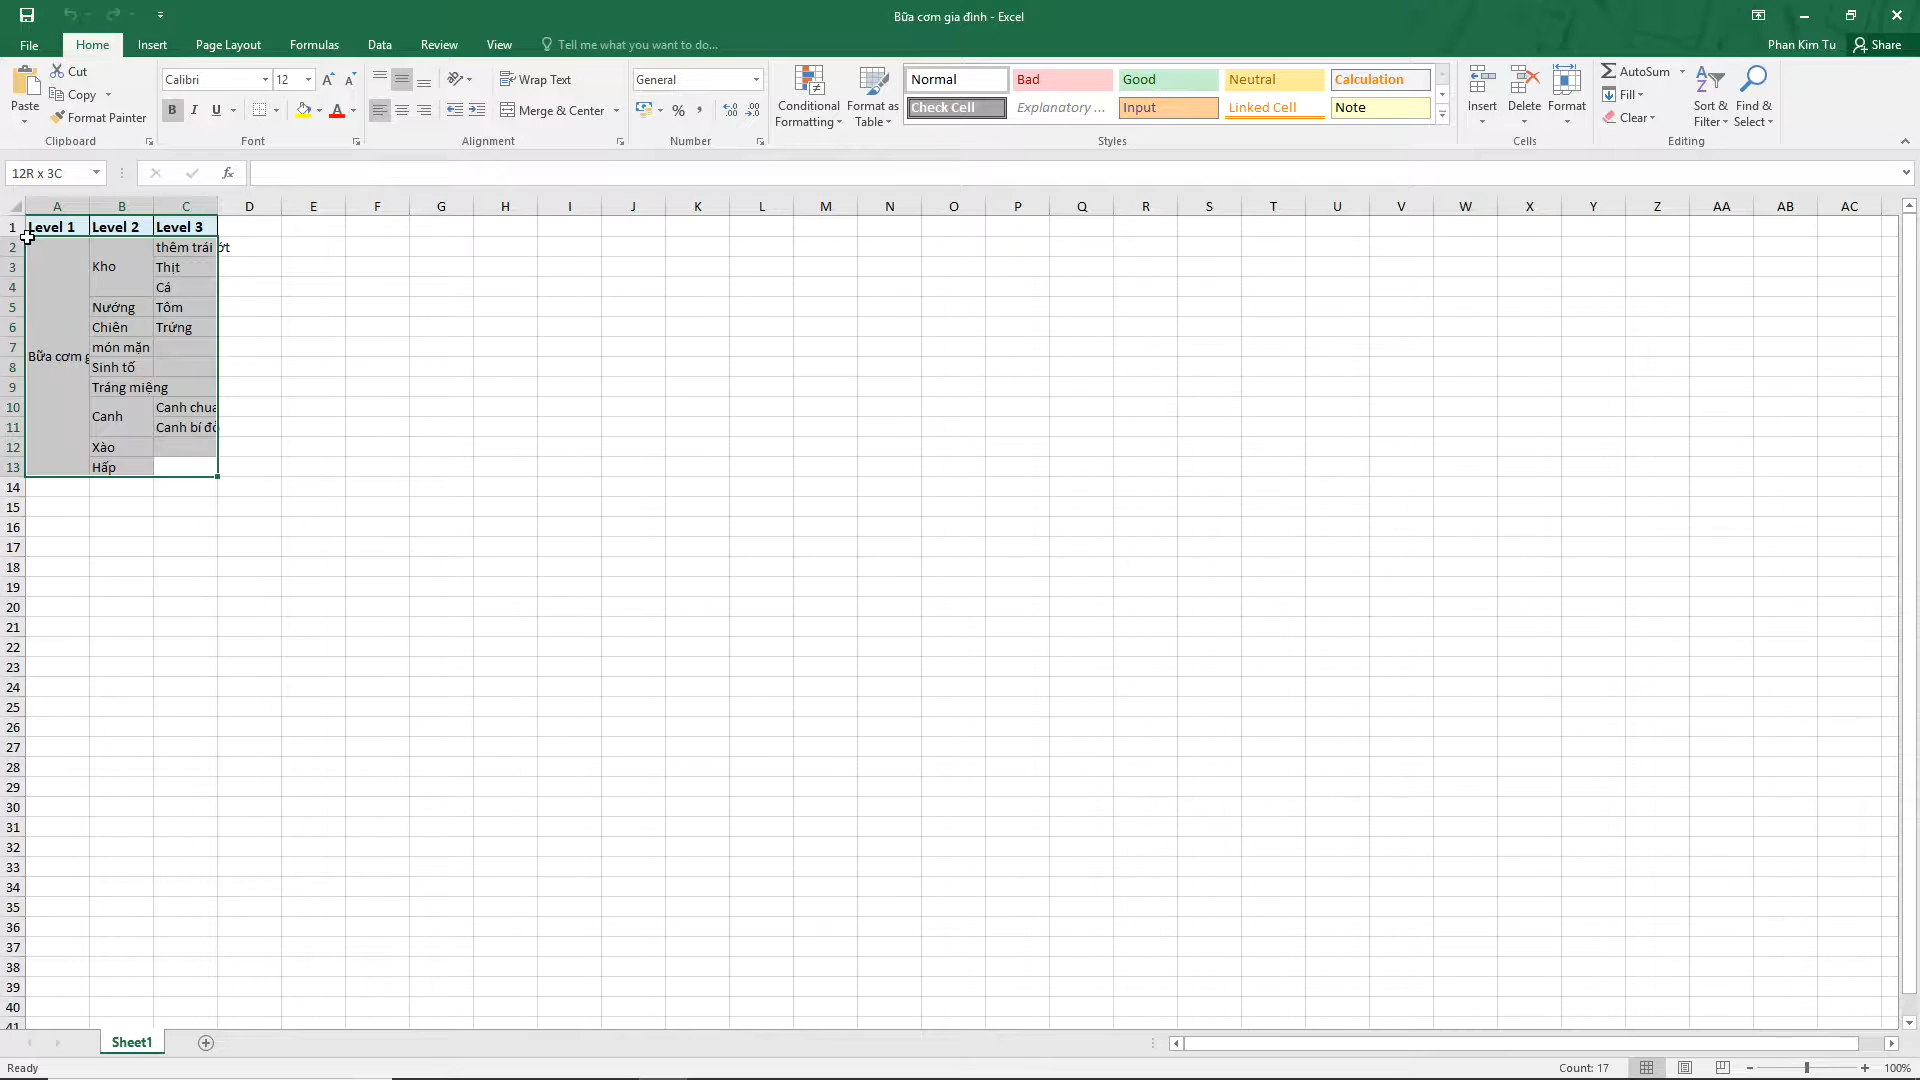 Bữa cơm gia đình - Excel
File Home Insert Page Layout Formulas Data Review View Tell me what you want to do... Phan Kim Tu Share
Paste Cut Copy Format Painter
Clipboard
Calibri 12
B I U A
Font
Wrap Text
Merge & Center
Alignment
General
% ,
Number
Conditional Formatting
Format as Table
Normal Bad Good Neutral Calculation
Check Cell Explanatory ... Input Linked Cell Note
Styles
Insert Delete Format
Cells
AutoSum
Fill
Clear
Sort & Filter
Find & Select
Editing
12R x 3C fx
A B C D E F G H I J K L M N O P Q R S T U V W X Y Z AA AB AC
1 Level 1 Level 2 Level 3
2 thêm trái ớt
3 Kho Thịt
4 Cá
5 Nướng Tôm
6 Chiên Trứng
7 Bữa cơm g món mặn
8 Sinh tố
9 Tráng miệng
10 Canh Canh chua
11 Canh bí đỏ
12 Xào
13 Hấp
14
15
16
17
18
19
20
21
22
23
24
25
26
27
28
29
30
31
32
33
34
35
36
37
38
39
40
41
Sheet1
Ready Count: 17 100%